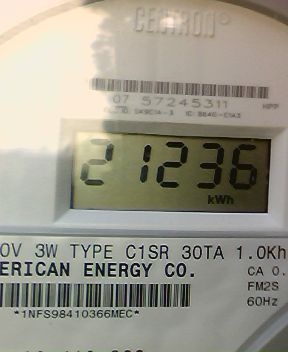 CENTRON®
07 57245311
21236
kWh
0V 3W TYPE C1SR 30TA 1.0Kh
ERICAN ENERGY CO.
CA 0.
FM2S
60Hz
*1NFS98410366MEC*